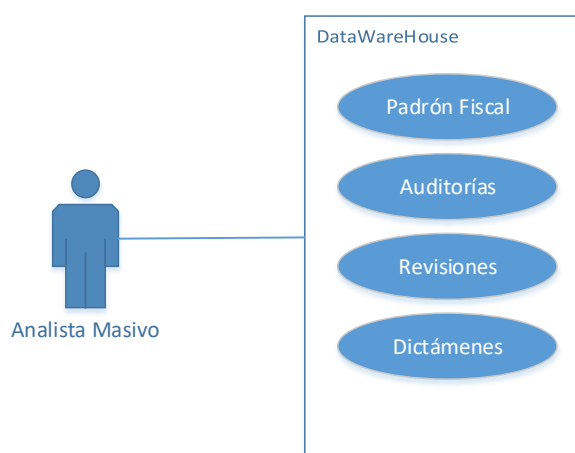 DataWareHouse
Padrón Fiscal
Auditorías
Revisiones
Dictámenes
Analista Masivo